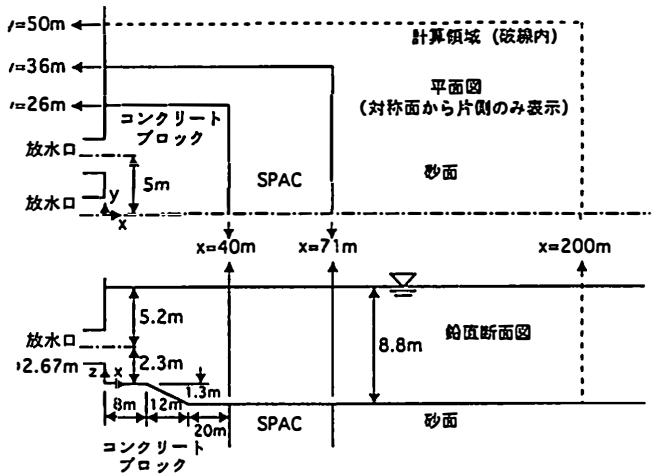 y=50m
計算領域（破線内）
y=36m
平面図
（対称面から片側のみ表示）
y=26m
コンクリート
ブロック
放水口
5m
SPAC
砂面
放水口
y
x
x=40m
x=71m
x=200m
5.2m
放水口
8.8m
鉛直断面図
2.67m
z
x
2.3m
1.3m
8m
12m
20m
SPAC
砂面
コンクリート
ブロック